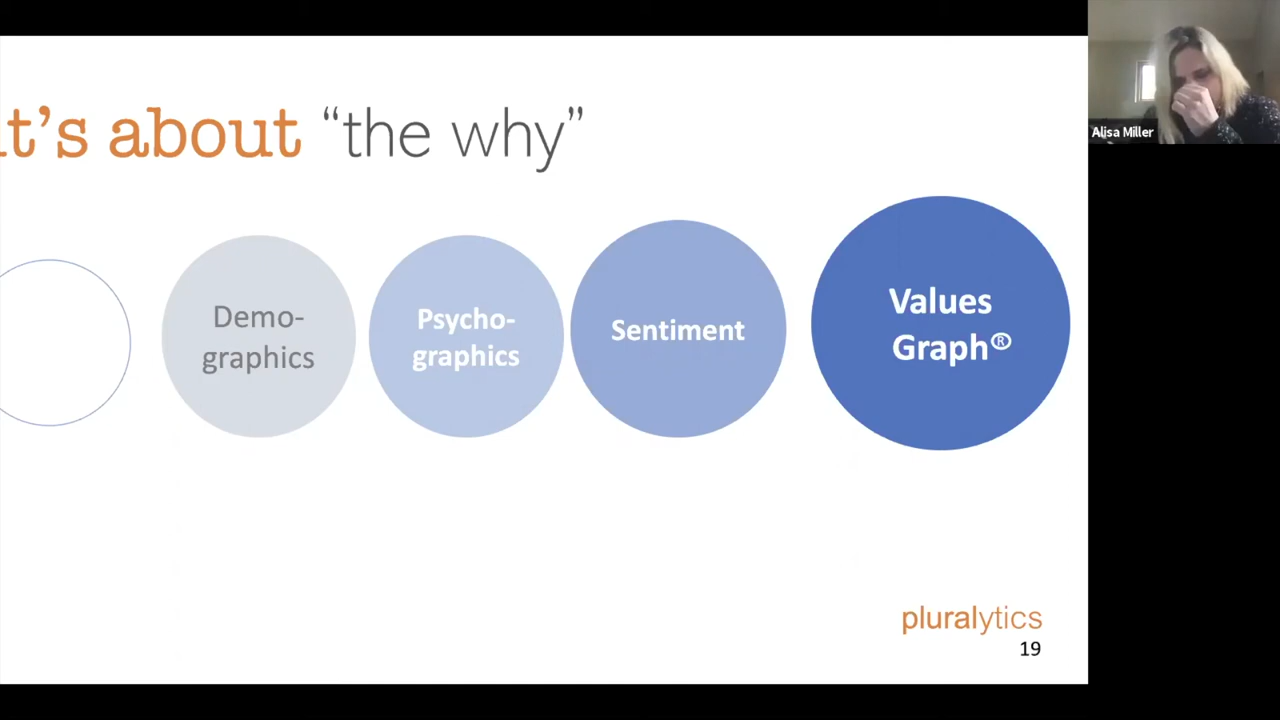 t's about “the why”
Demo-
graphics
Psycho-
graphics
Sentiment
Values
Graph®
pluralytics
19
Alisa Miller